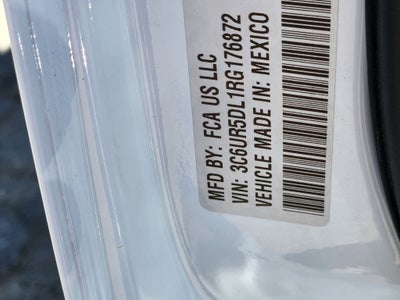 MFD BY: FCA US LLC
VIN: 3C6UR5DL1RG176872
VEHICLE MADE IN: MEXICO